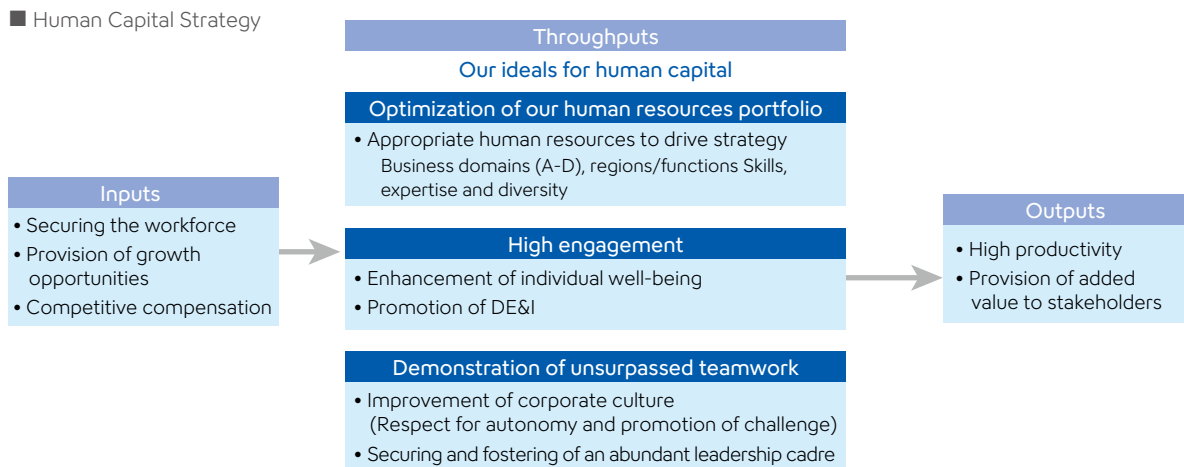 ■ Human Capital Strategy
Inputs
• Securing the workforce
• Provision of growth
opportunities
• Competitive compensation
Throughputs
Our ideals for human capital
Optimization of our human resources portfolio
• Appropriate human resources to drive strategy
Business domains (A-D), regions/functions Skills,
expertise and diversity
High engagement
• Enhancement of individual well-being
• Promotion of DE&I
Demonstration of unsurpassed teamwork
• Improvement of corporate culture
(Respect for autonomy and promotion of challenge)
• Securing and fostering of an abundant leadership cadre
Outputs
• High productivity
• Provision of added
value to stakeholders